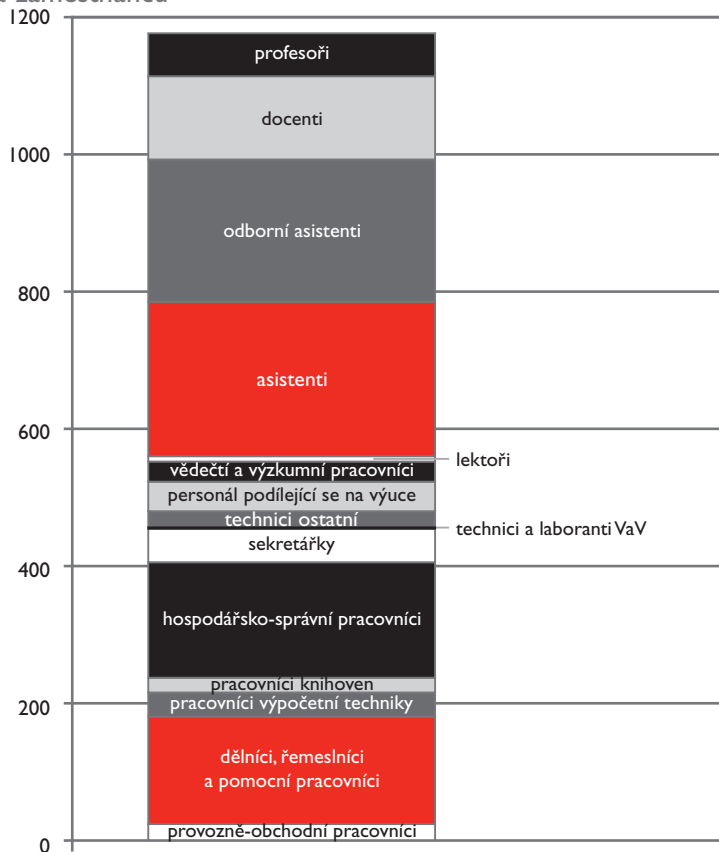 1200
profesoři
docenti
1000
odborní asistenti
800
asistenti
600
lektoři
vědečtí a výzkumní pracovníci
personál podílející se na výuce
technici ostatní
technici a laboranti VaV
sekretářky
400
hospodářsko-správní pracovníci
pracovníci knihoven
200
pracovníci výpočetní techniky
dělníci, řemeslníci
a pomocní pracovníci
provozně-obchodní pracovníci
0